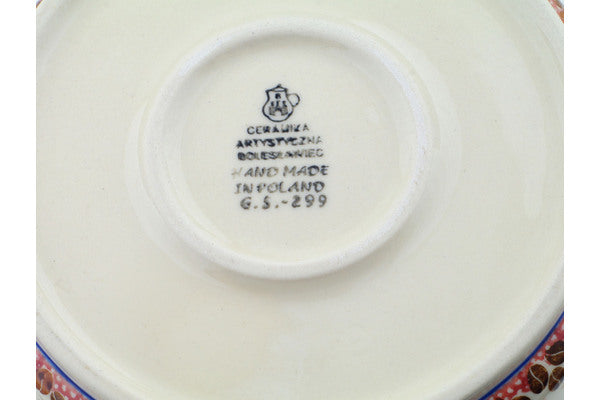 B
CERAMIKA
ARTYSTYCZNA
BOLESŁAWIEC
HAND MADE
IN POLAND
G.S.-299